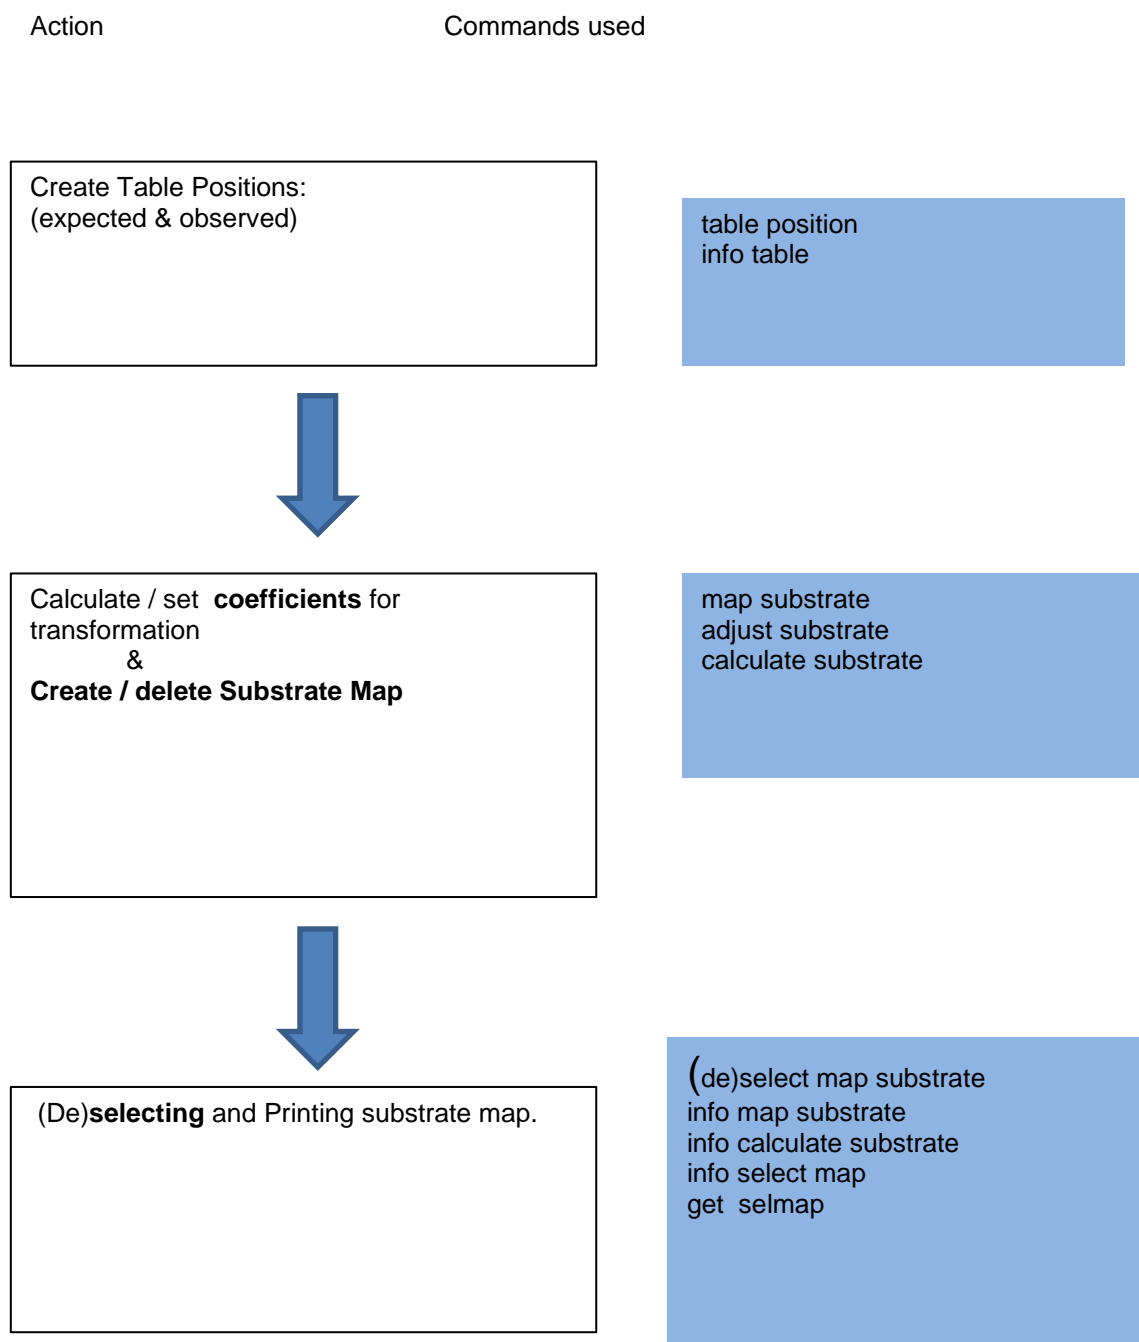 Action Commands used
Create Table Positions:
(expected & observed)
table position
info table
Calculate / set coefficients for
transformation
&
Create / delete Substrate Map
map substrate
adjust substrate
calculate substrate
(De)selecting and Printing substrate map.
(de)select map substrate
info map substrate
info calculate substrate
info select map
get selmap